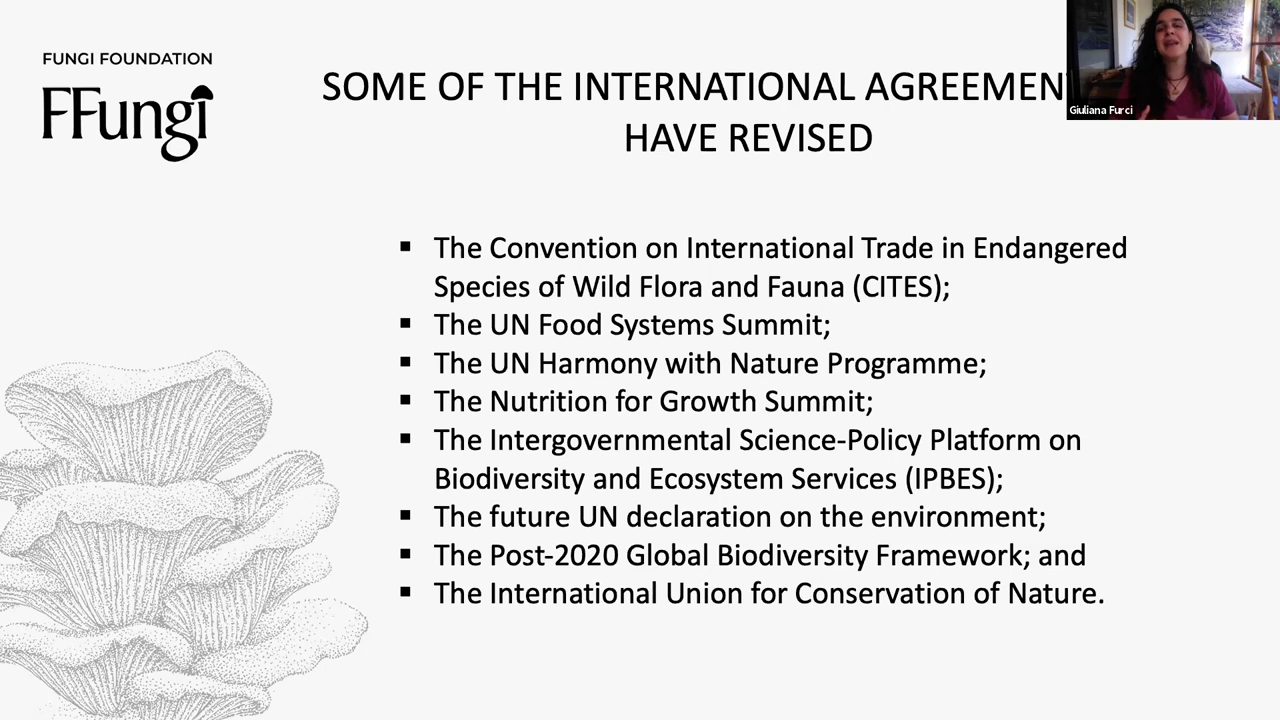 FUNGI FOUNDATION
FFungi
SOME OF THE INTERNATIONAL
HAVE REVISED
Giuliana Furci
▪ The Convention on International Trade in Endangered
Species of Wild Flora and Fauna (CITES);
▪ The UN Food Systems Summit;
▪ The UN Harmony with Nature Programme;
▪ The Nutrition for Growth Summit;
▪ The Intergovernmental Science-Policy Platform on
Biodiversity and Ecosystem Services (IPBES);
▪ The future UN declaration on the environment;
▪ The Post-2020 Global Biodiversity Framework; and
▪ The International Union for Conservation of Nature.